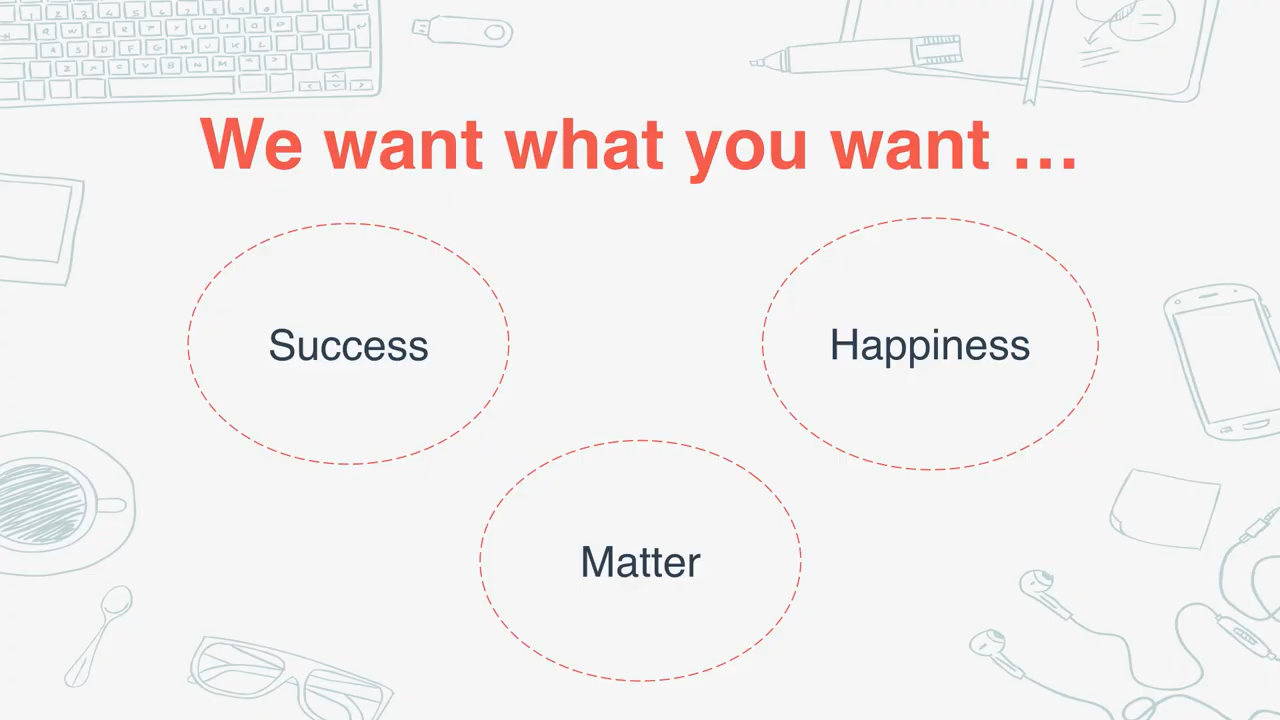 We want what you want …
Success
Happiness
Matter